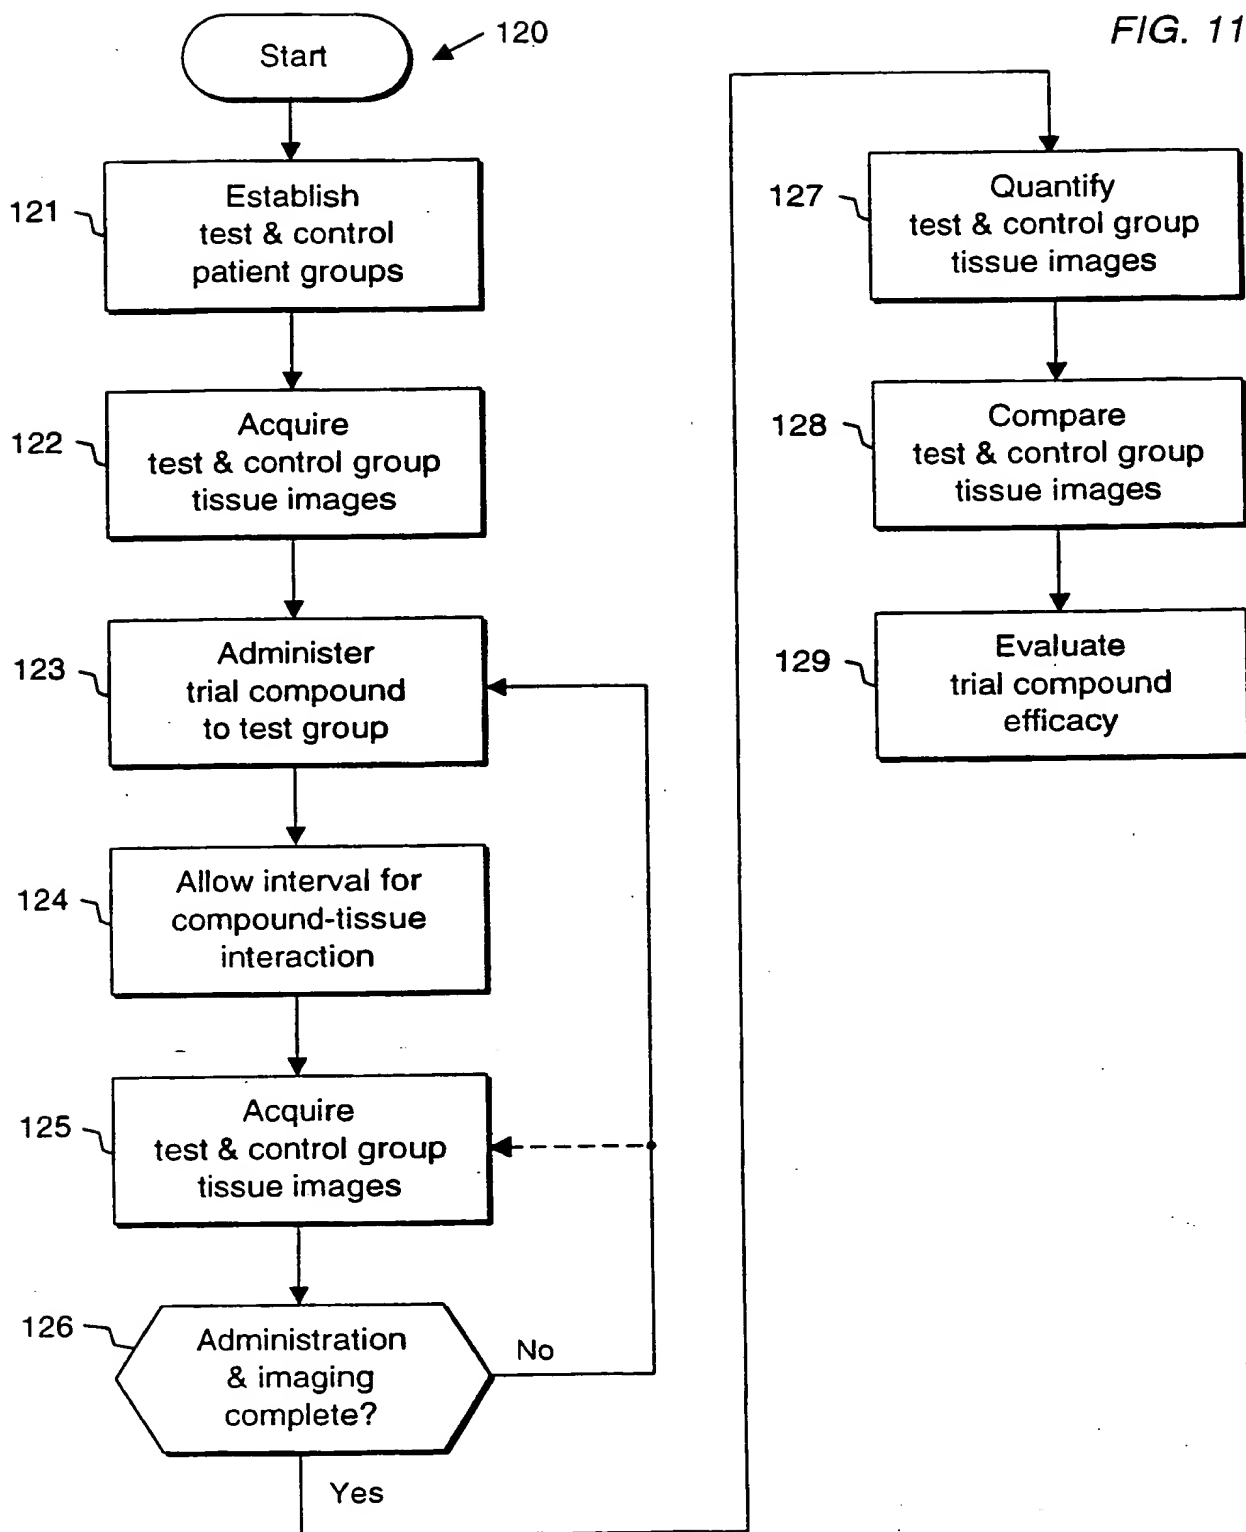 FIG. 11
Start
120
121
Establish
test & control
patient groups
122
Acquire
test & control group
tissue images
123
Administer
trial compound
to test group
124
Allow interval for
compound-tissue
interaction
125
Acquire
test & control group
tissue images
126
Administration
& imaging
complete?
No
Yes
127
Quantify
test & control group
tissue images
128
Compare
test & control group
tissue images
129
Evaluate
trial compound
efficacy